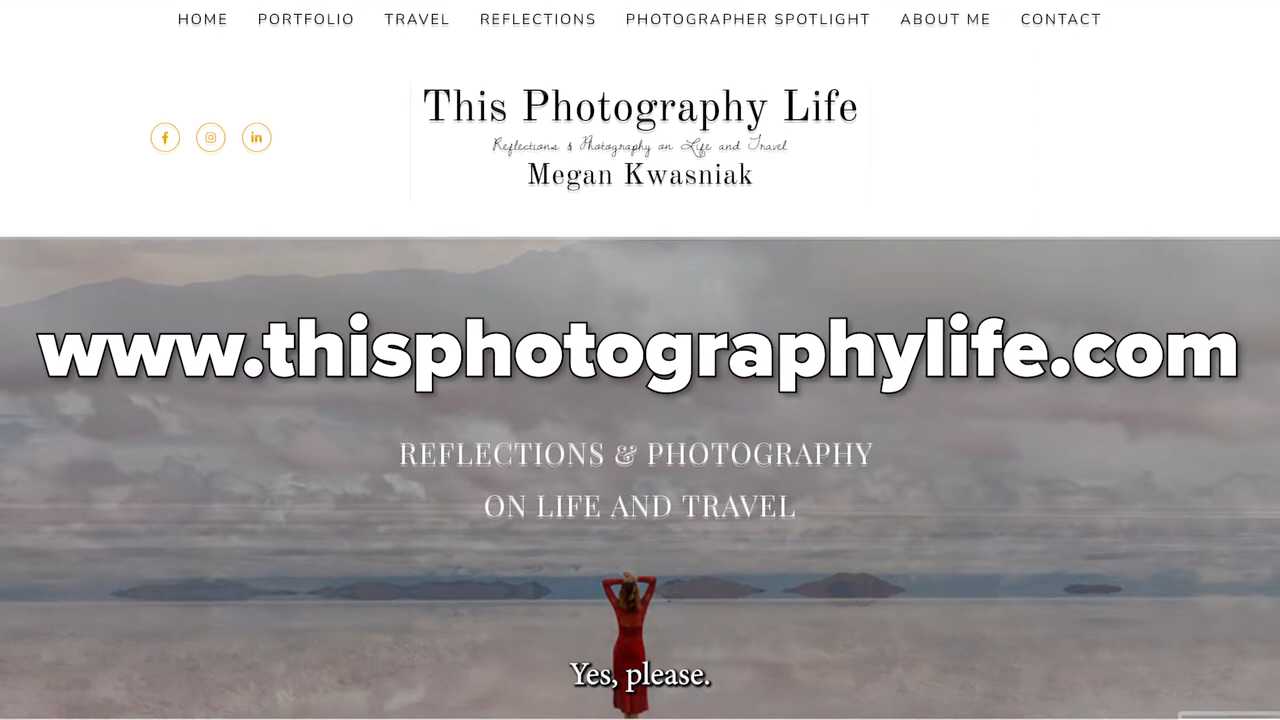 HOME PORTFOLIO TRAVEL REFLECTIONS PHOTOGRAPHER SPOTLIGHT ABOUT ME CONTACT
This Photography Life
Reflections & Photography on Life and Travel
Megan Kwasniak
www.thisphotographylife.com
REFLECTIONS & PHOTOGRAPHY
ON LIFE AND TRAVEL
Yes, please.